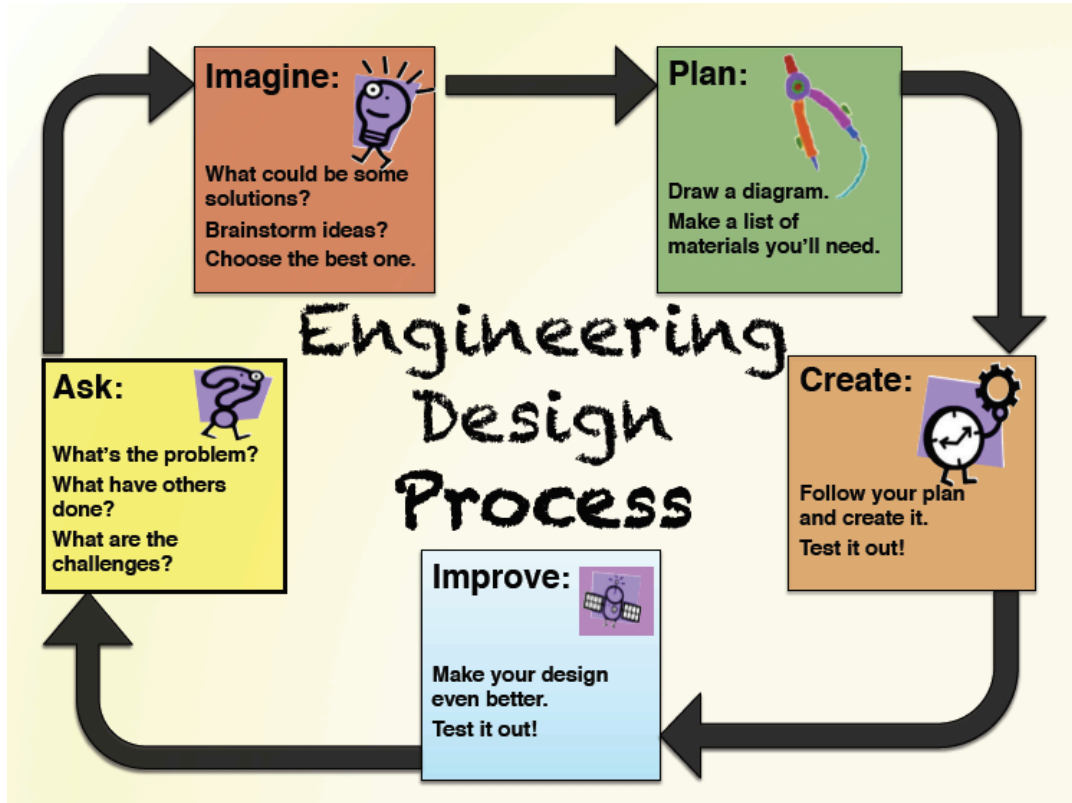 Imagine:
What could be some
solutions?
Brainstorm ideas?
Choose the best one.
Plan:
Draw a diagram.
Make a list of
materials you'll need.
Engineering
Design
Process
Ask:
What's the problem?
What have others
done?
What are the
challenges?
Create:
Follow your plan
and create it.
Test it out!
Improve:
Make your design
even better.
Test it out!